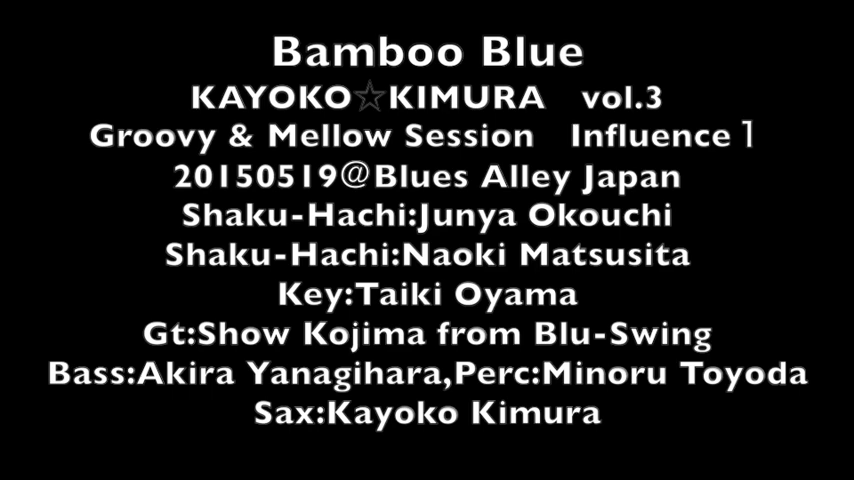 Bamboo Blue
KAYOKO☆KIMURA　vol.3
Groovy & Mellow Session　Influence１
20150519@Blues Alley Japan
Shaku-Hachi:Junya Okouchi
Shaku-Hachi:Naoki Matsusita
Key:Taiki Oyama
Gt:Show Kojima from Blu-Swing
Bass:Akira Yanagihara,Perc:Minoru Toyoda
Sax:Kayoko Kimura